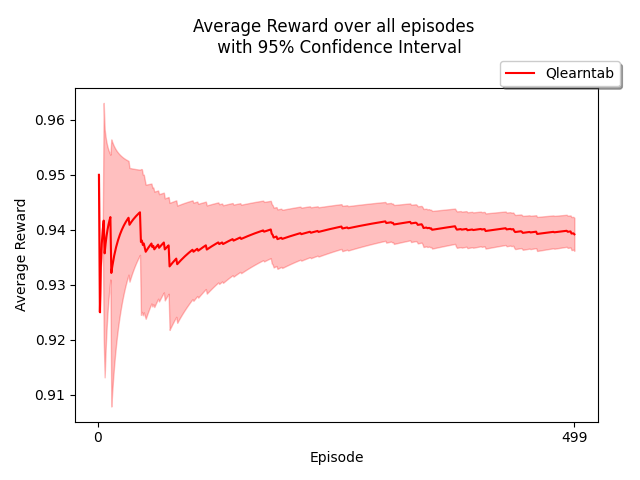 Average Reward over all episodes
with 95% Confidence Interval
Qlearntab
0.96
0.95
0.94
0.93
0.92
0.91
Average Reward
0
499
Episode